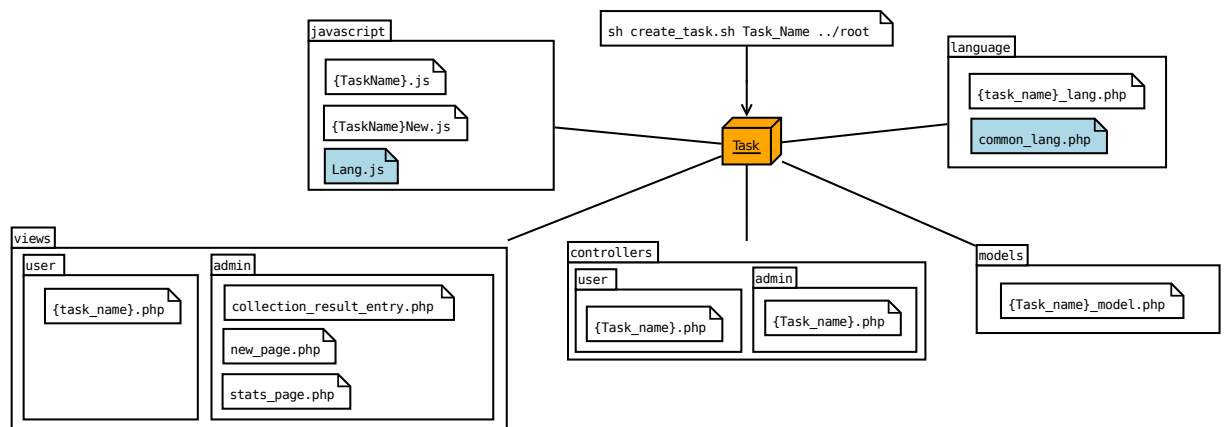 javascript
{TaskName}.js
{TaskName}New.js
Lang.js
sh create_task.sh Task_Name ../root
Task
language
{task_name}_lang.php
common_lang.php
views
user
{task_name}.php
admin
collection_result_entry.php
new_page.php
stats_page.php
controllers
user
{Task_name}.php
admin
{Task_name}.php
models
{Task_name}_model.php